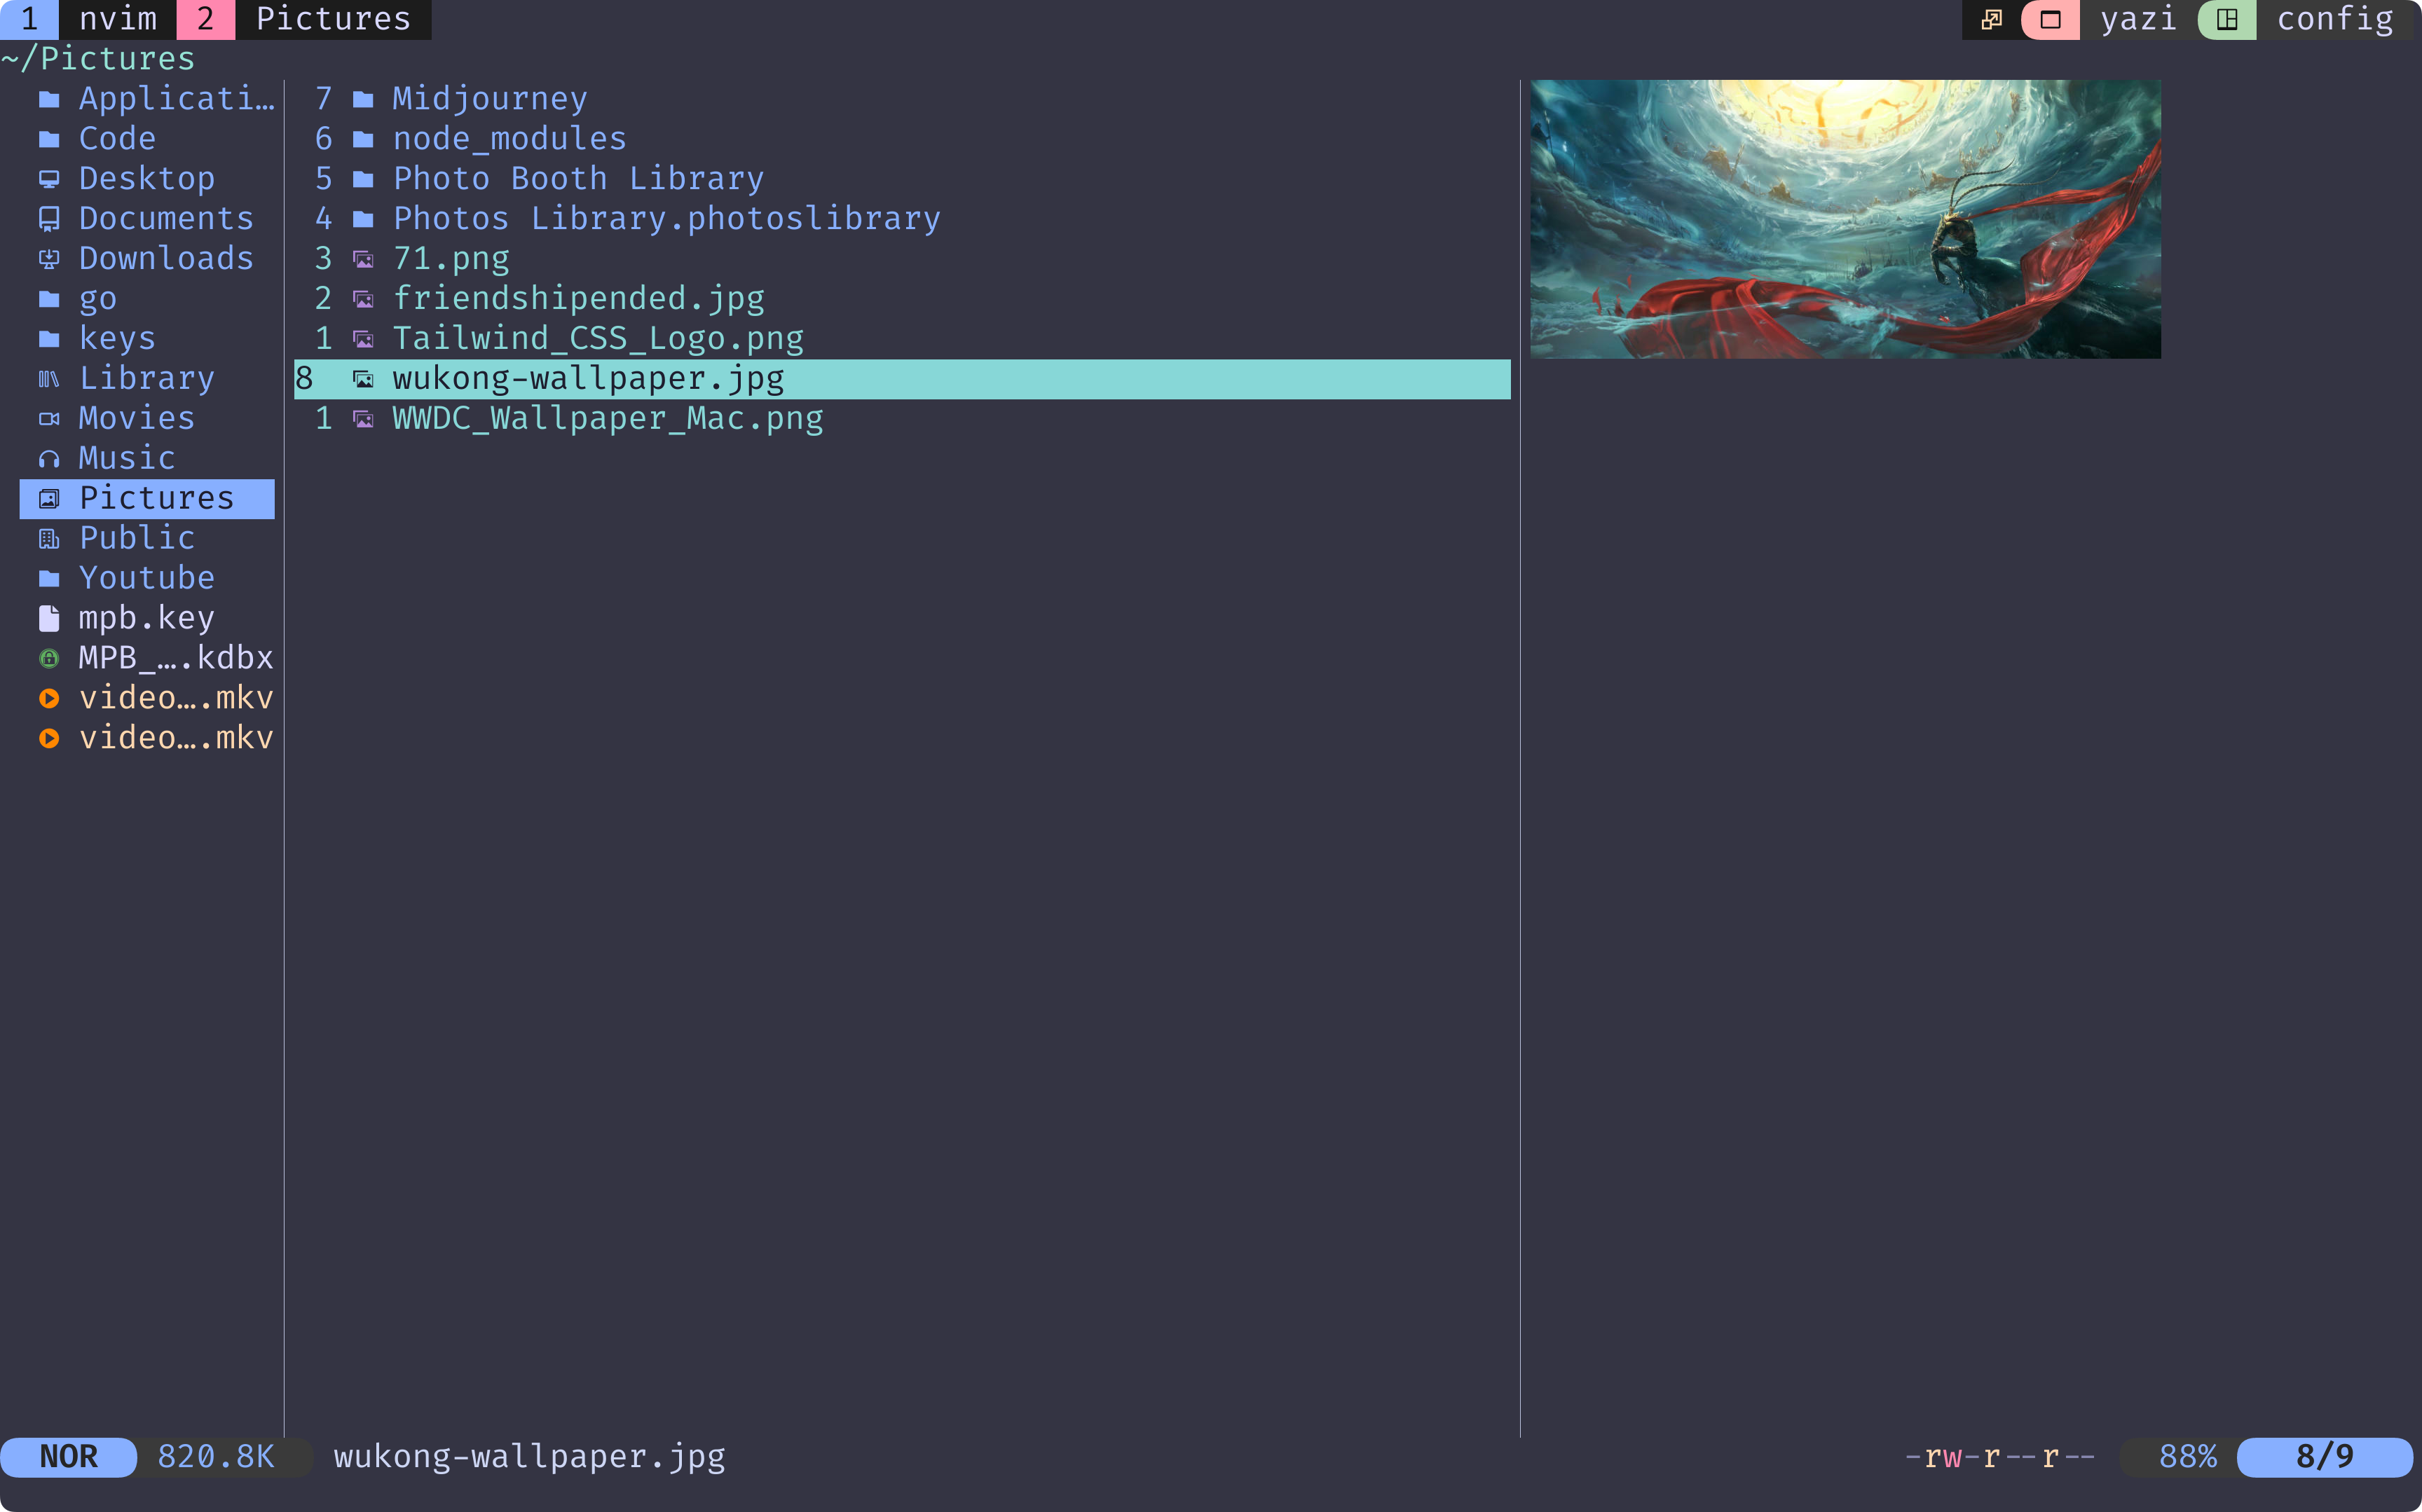 1 nvim 2 Pictures yazi config
~/Pictures
Applicati…
Code
Desktop
Documents
Downloads
go
keys
Library
Movies
Music
Pictures
Public
Youtube
mpb.key
MPB_….kdbx
video….mkv
video….mkv
7 Midjourney
6 node_modules
5 Photo Booth Library
4 Photos Library.photoslibrary
3 71.png
2 friendshipended.jpg
1 Tailwind_CSS_Logo.png
8 wukong-wallpaper.jpg
1 WWDC_Wallpaper_Mac.png
NOR 820.8K wukong-wallpaper.jpg -rw-r--r-- 88% 8/9